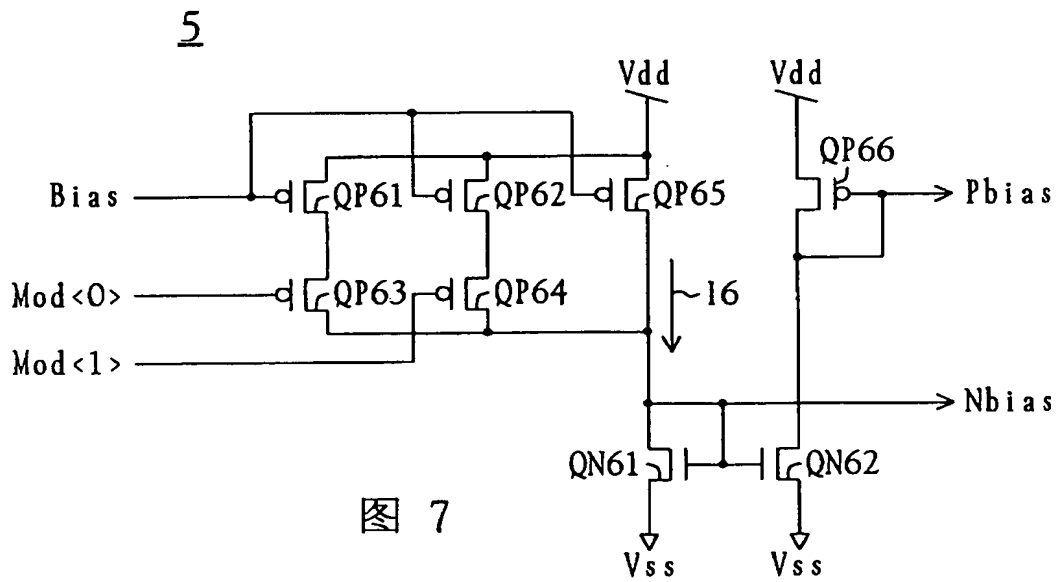 5
Vdd Vdd
QP66
Bias QP61 QP62 QP65 Pbias
Mod<0> QP63 QP64 I6
Mod<1>
Nbias
QN61 QN62
图 7
Vss Vss